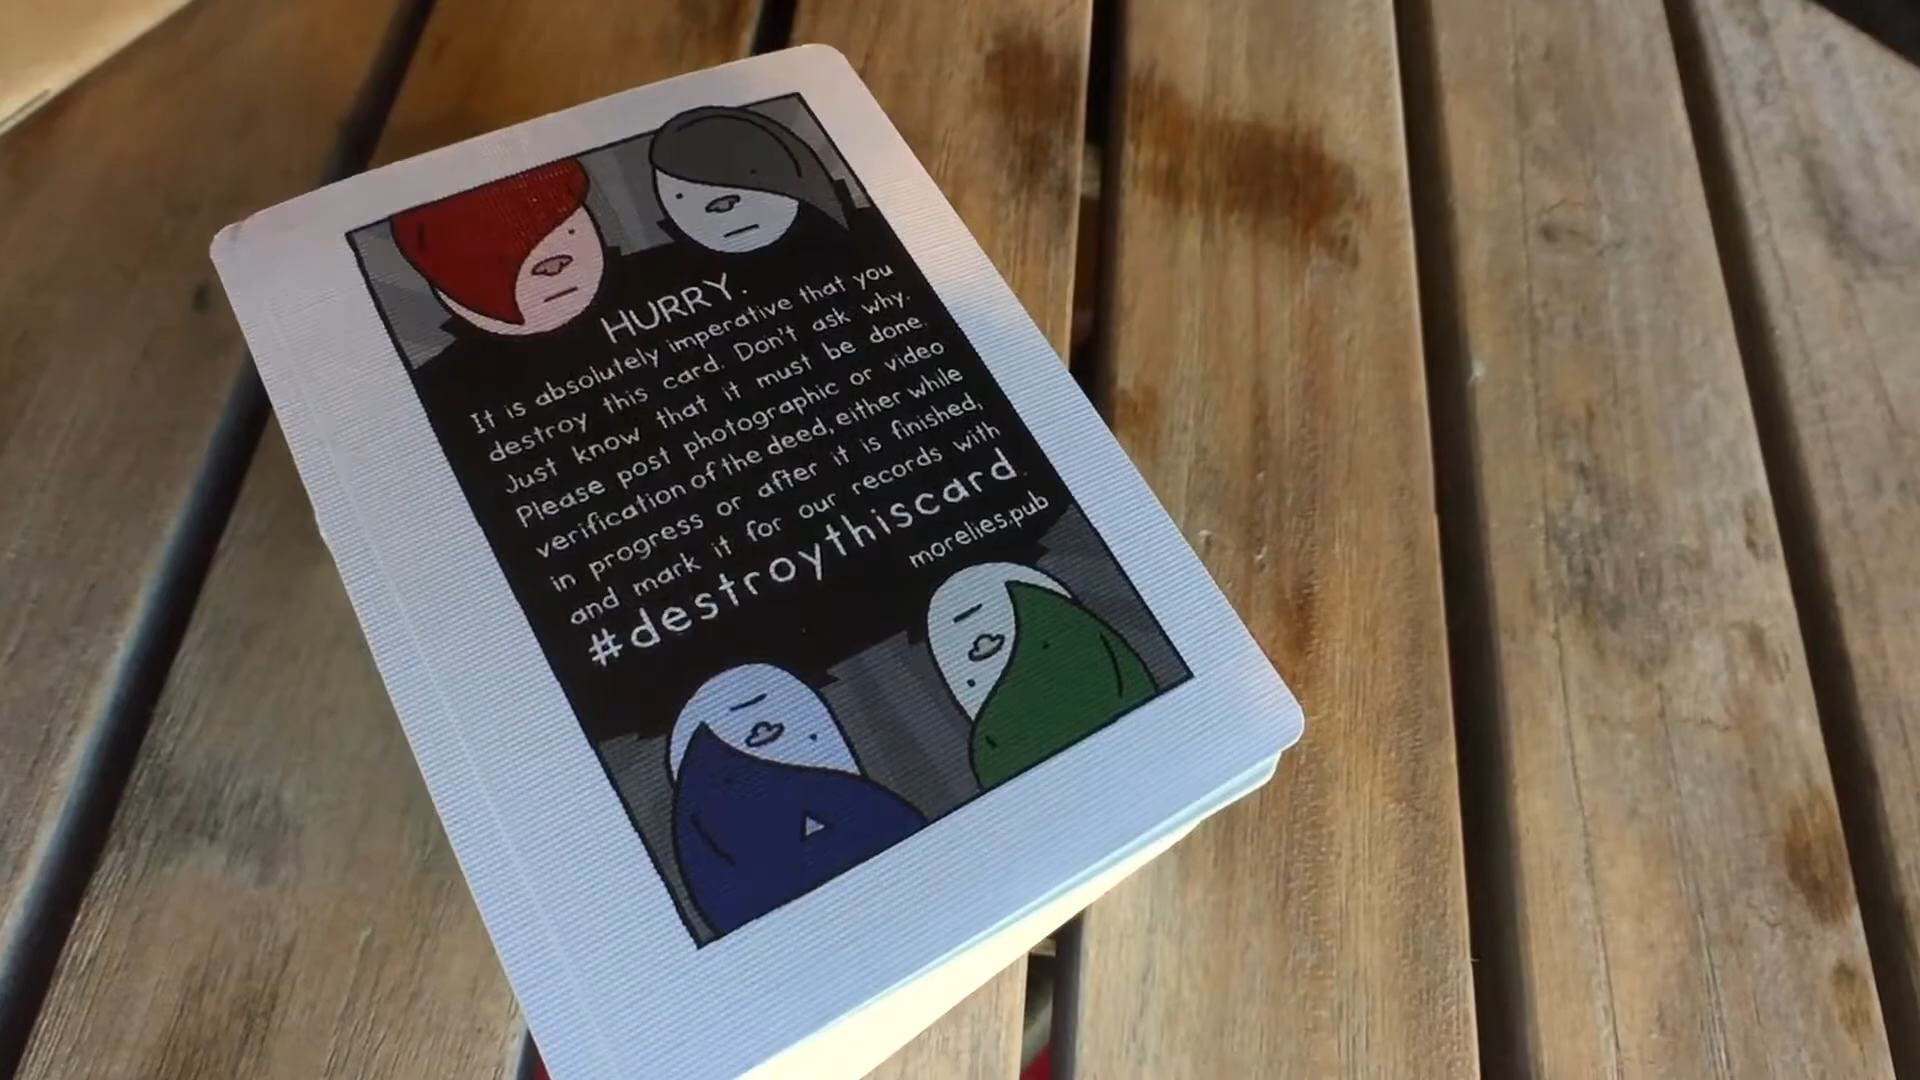 HURRY.
It is absolutely imperative that you
destroy this card. Don't ask why.
Just know that it must be done.
Please post photographic or video
verification of the deed, either while
in progress or after it is finished,
and mark it for our records with
#destroythiscard.
morelies.pub